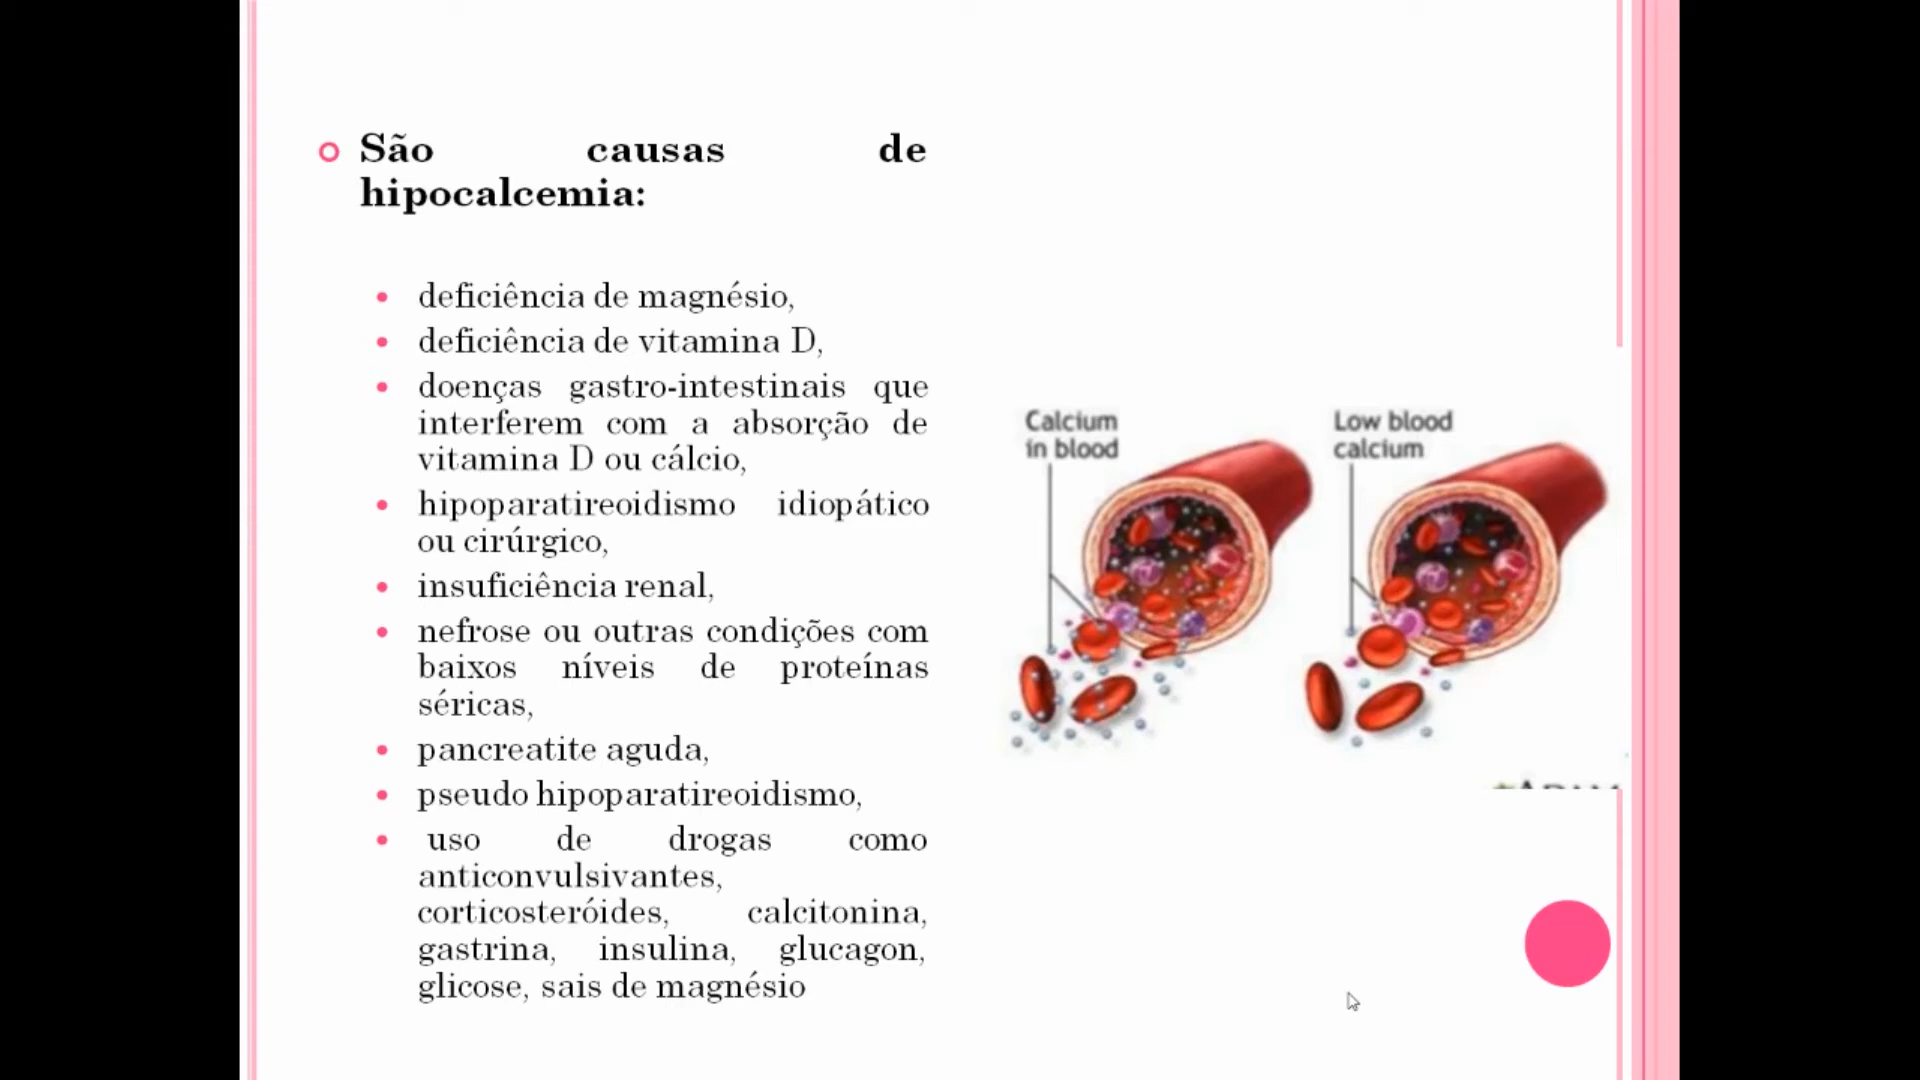 São causas de
hipocalcemia:
deficiência de magnésio,
deficiência de vitamina D,
doenças gastro-intestinais que
interferem com a absorção de
vitamina D ou cálcio,
hipoparatireoidismo idiopático
ou cirúrgico,
insuficiência renal,
nefrose ou outras condições com
baixos níveis de proteínas
séricas,
pancreatite aguda,
pseudo hipoparatireoidismo,
uso de drogas como
anticonvulsivantes,
corticosteróides, calcitonina,
gastrina, insulina, glucagon,
glicose, sais de magnésio
Calcium
in blood
Low blood
calcium